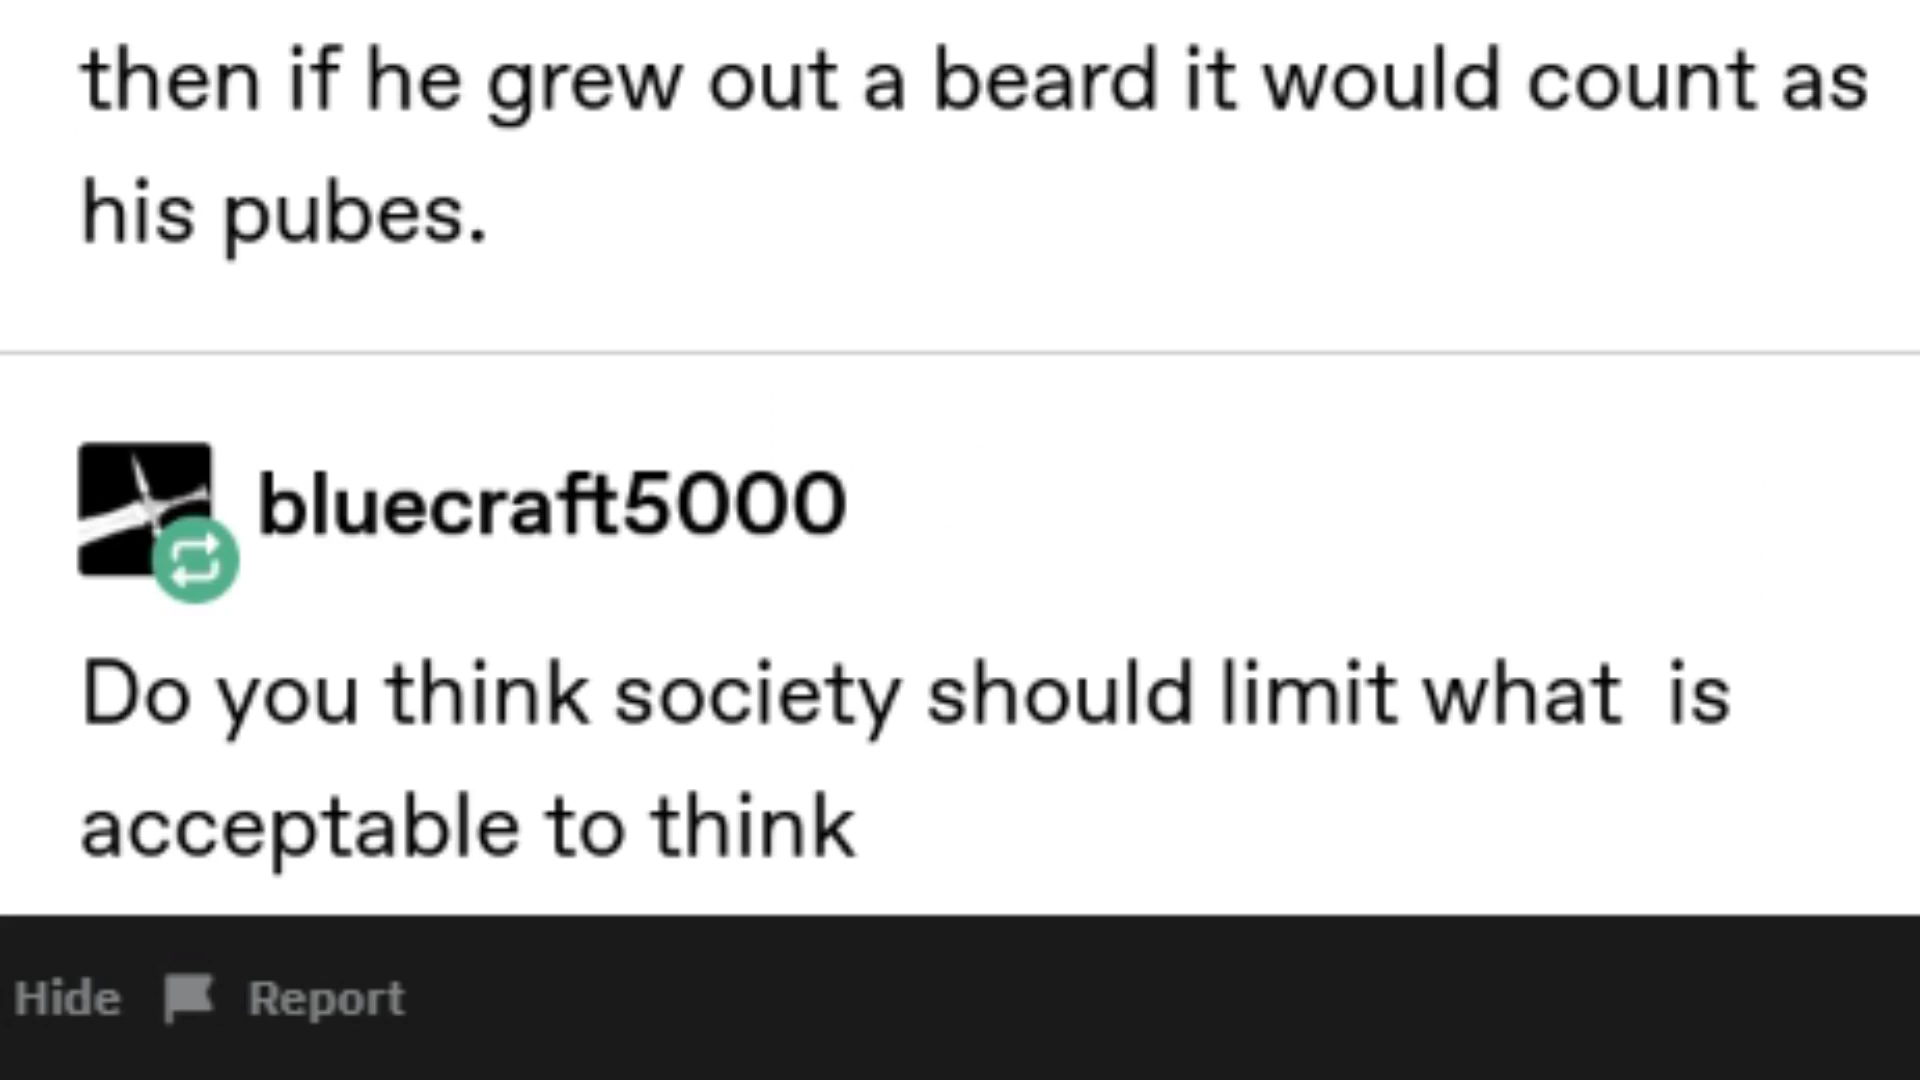 then if he grew out a beard it would count as
his pubes.
bluecraft5000
Do you think society should limit what  is
acceptable to think
Hide Report